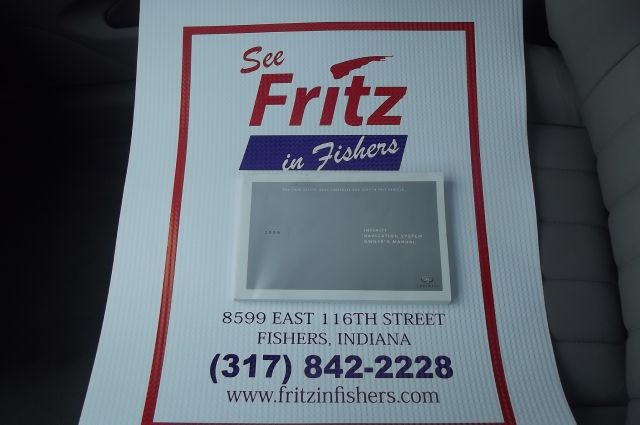 See
Fritz
in Fishers
2006
INFINITI
NAVIGATION SYSTEM
OWNER'S MANUAL
INFINITI
8599 EAST 116TH STREET
FISHERS, INDIANA
(317) 842-2228
www.fritzinfishers.com